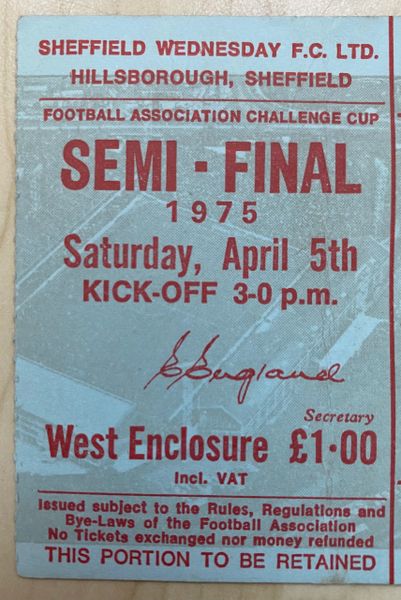 SHEFFIELD WEDNESDAY F.C. LTD.
HILLSBOROUGH, SHEFFIELD
FOOTBALL ASSOCIATION CHALLENGE CUP
SEMI - FINAL
1975
Saturday, April 5th
KICK-OFF 3-0 p.m.
E England
Secretary
West Enclosure £1·00
Incl. VAT
Issued subject to the Rules, Regulations and
Bye-Laws of the Football Association
No Tickets exchanged nor money refunded
THIS PORTION TO BE RETAINED